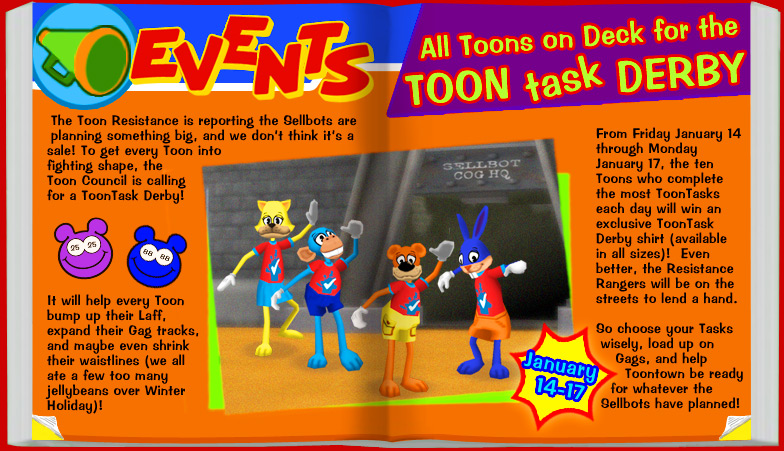 EVENTS
All Toons on Deck for the
TOON task DERBY
The Toon Resistance is reporting the Sellbots are
planning something big, and we don't think it's a
sale! To get every Toon into
fighting shape, the
Toon Council is calling
for a ToonTask Derby!
25 25
88 88
It will help every Toon
bump up their Laff,
expand their Gag tracks,
and maybe even shrink
their waistlines (we all
ate a few too many
jellybeans over Winter
Holiday)!
SELLBOT
COG HQ
From Friday January 14
through Monday
January 17, the ten
Toons who complete
the most ToonTasks
each day will win an
exclusive ToonTask
Derby shirt (available
in all sizes)! Even
better, the Resistance
Rangers will be on the
streets to lend a hand.
So choose your Tasks
wisely, load up on
Gags, and help
Toontown be ready
for whatever the
Sellbots have planned!
January
14-17